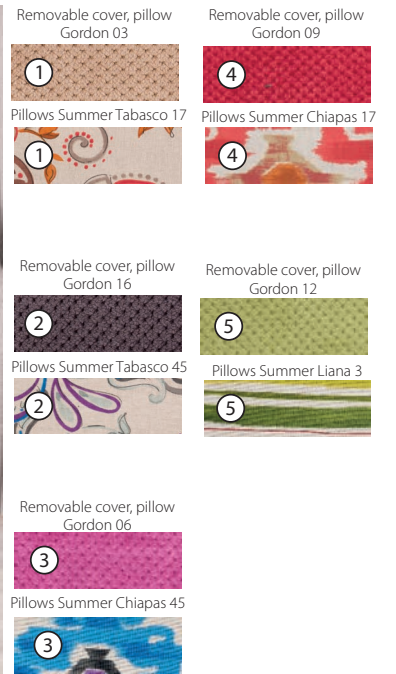 Removable cover, pillow
Gordon 03
1
Pillows Summer Tabasco 17
1
Removable cover, pillow
Gordon 09
4
Pillows Summer Chiapas 17
4
Removable cover, pillow
Gordon 16
2
Pillows Summer Tabasco 45
2
Removable cover, pillow
Gordon 12
5
Pillows Summer Liana 3
5
Removable cover, pillow
Gordon 06
3
Pillows Summer Chiapas 45
3